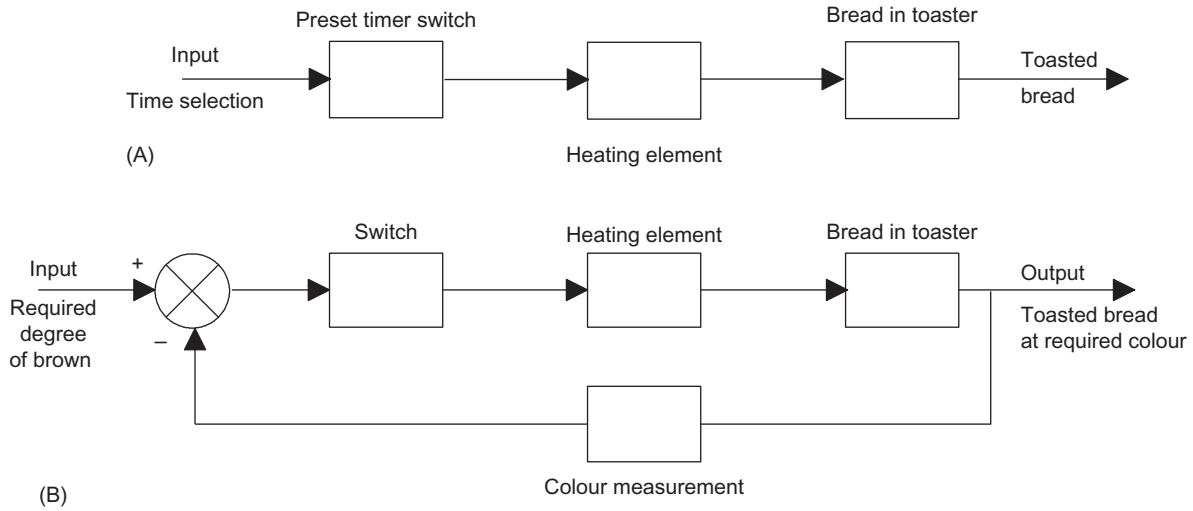 Preset timer switch
Bread in toaster
Input
Time selection
Toasted
bread
Heating element
(A)
Switch
Heating element
Bread in toaster
Input
+
Required
degree
of brown
–
Output
Toasted bread
at required colour
Colour measurement
(B)